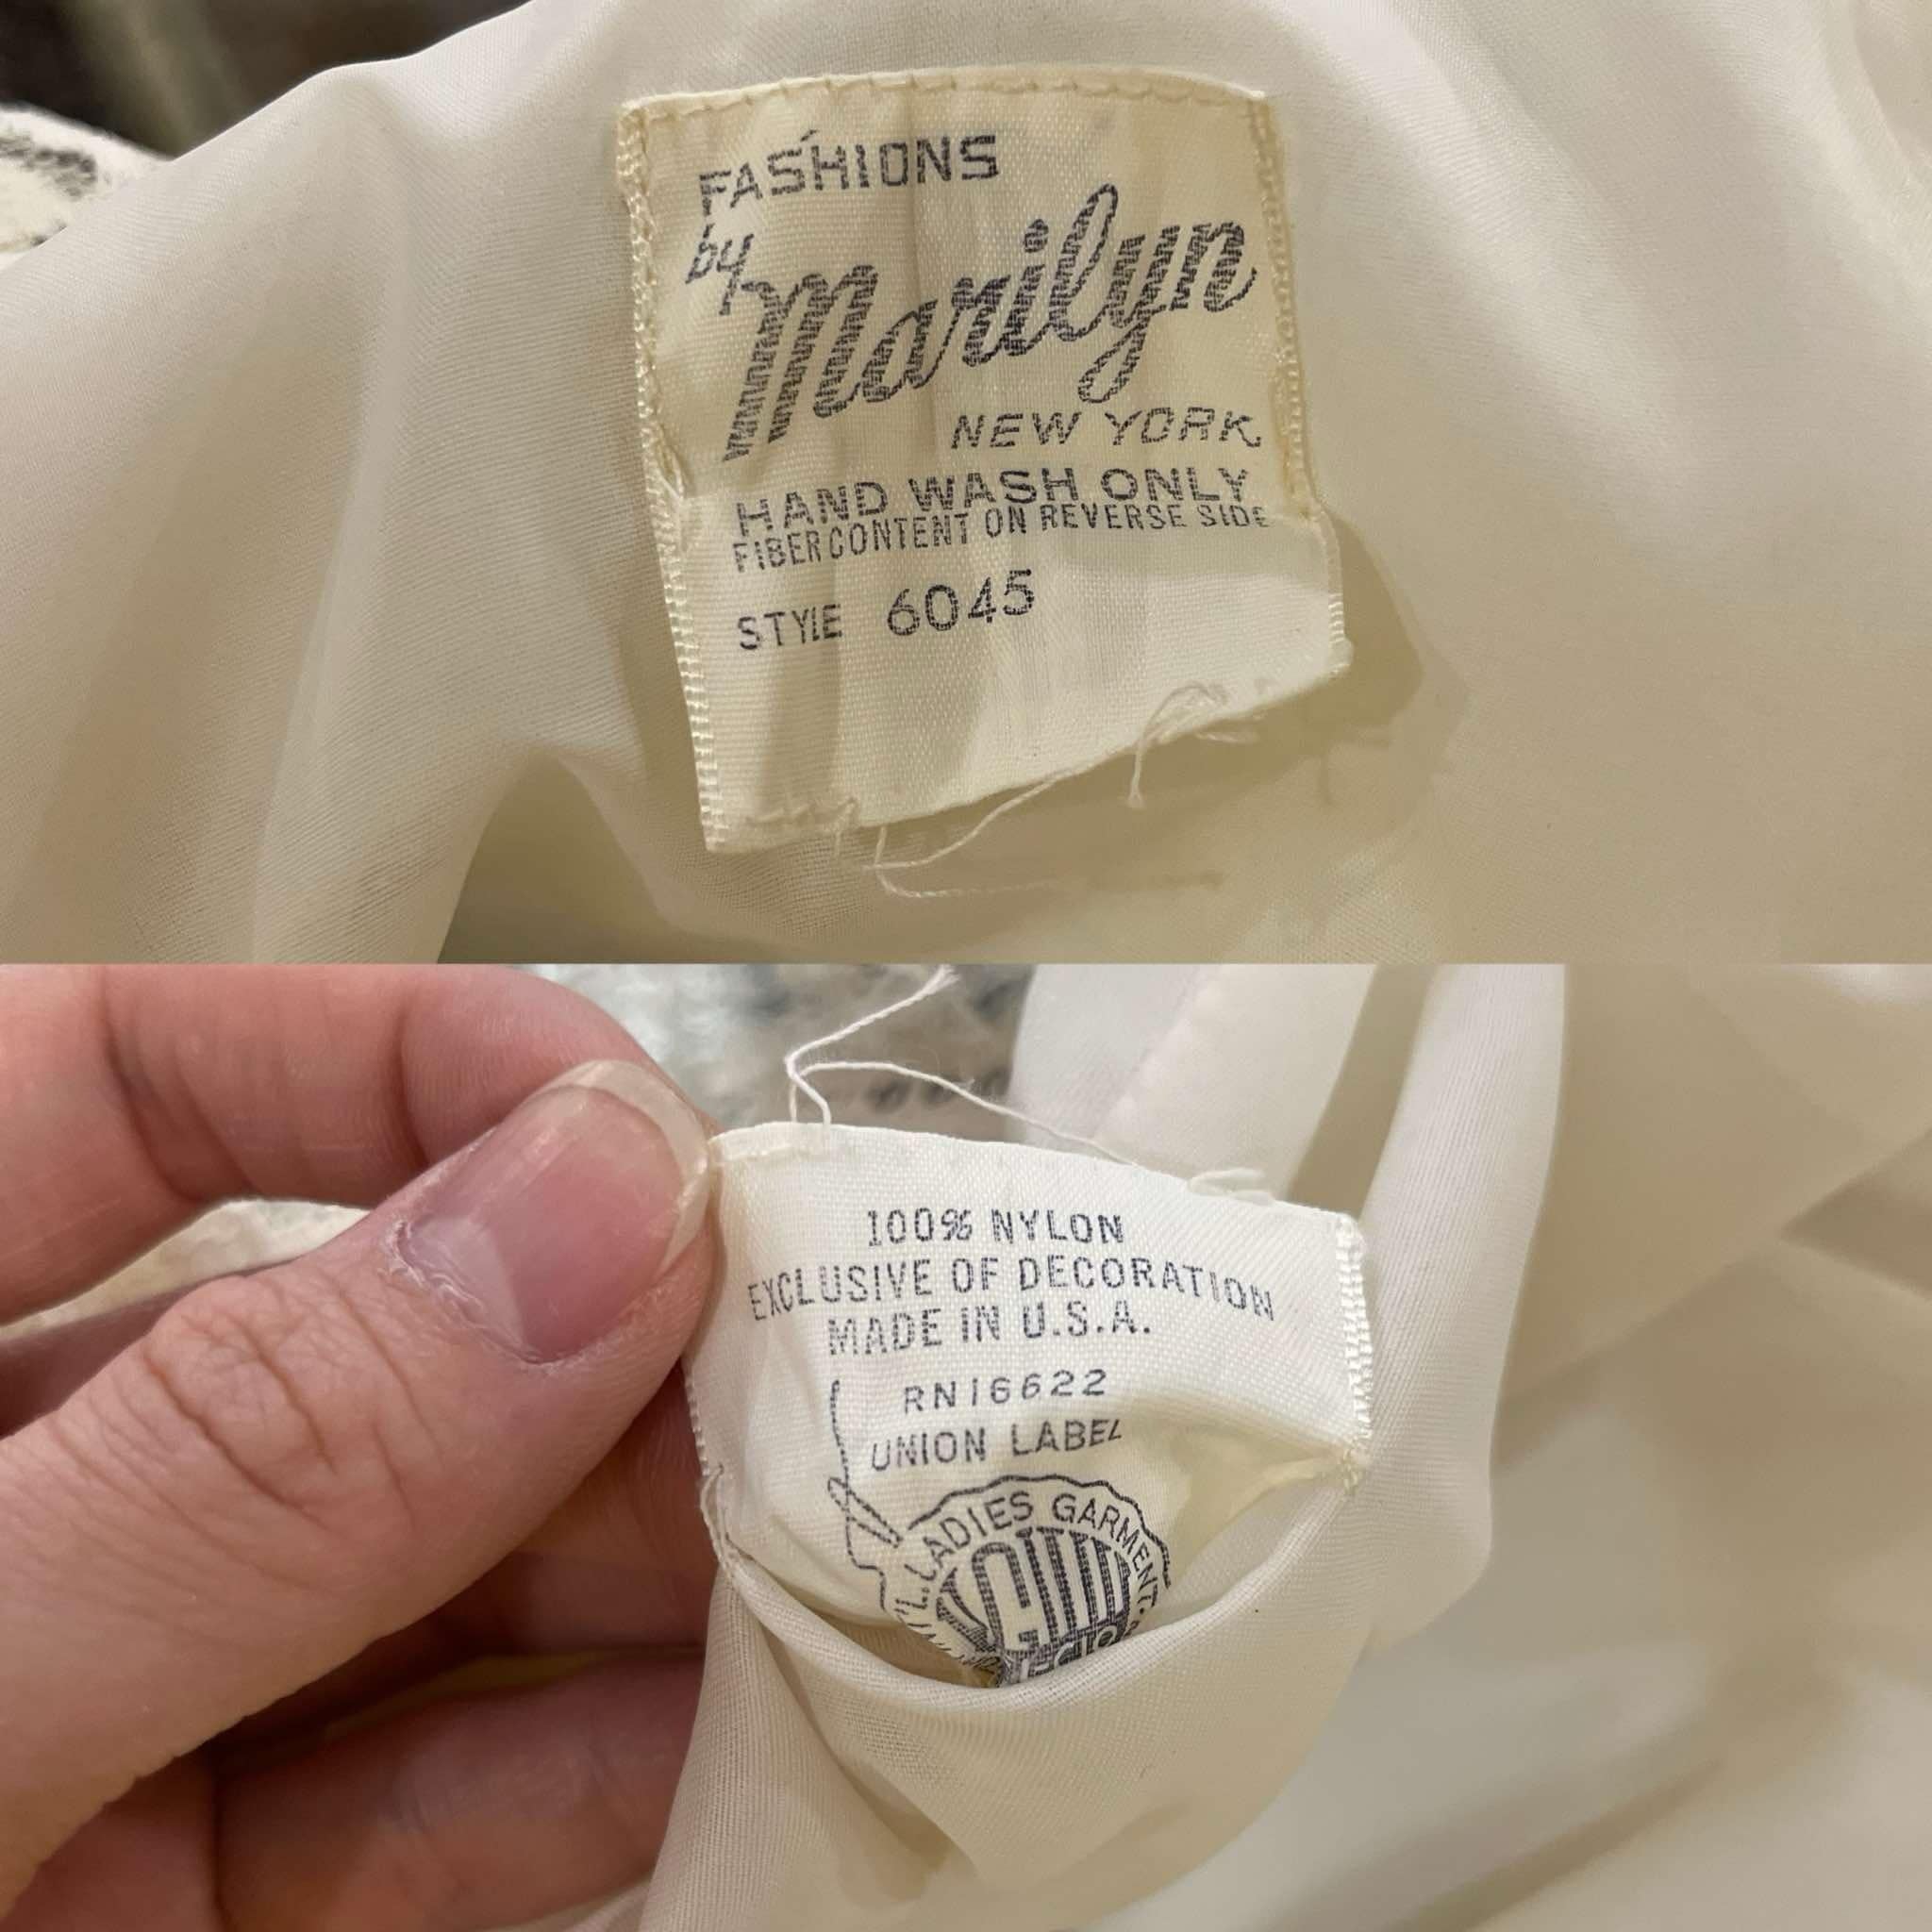 FASHIONS
by Marilyn
NEW YORK
HAND WASH ONLY
FIBER CONTENT ON REVERSE SIDE
STYLE 6045
100% NYLON
EXCLUSIVE OF DECORATION
MADE IN U.S.A.
RN16622
UNION LABEL
LADIES GARMENT